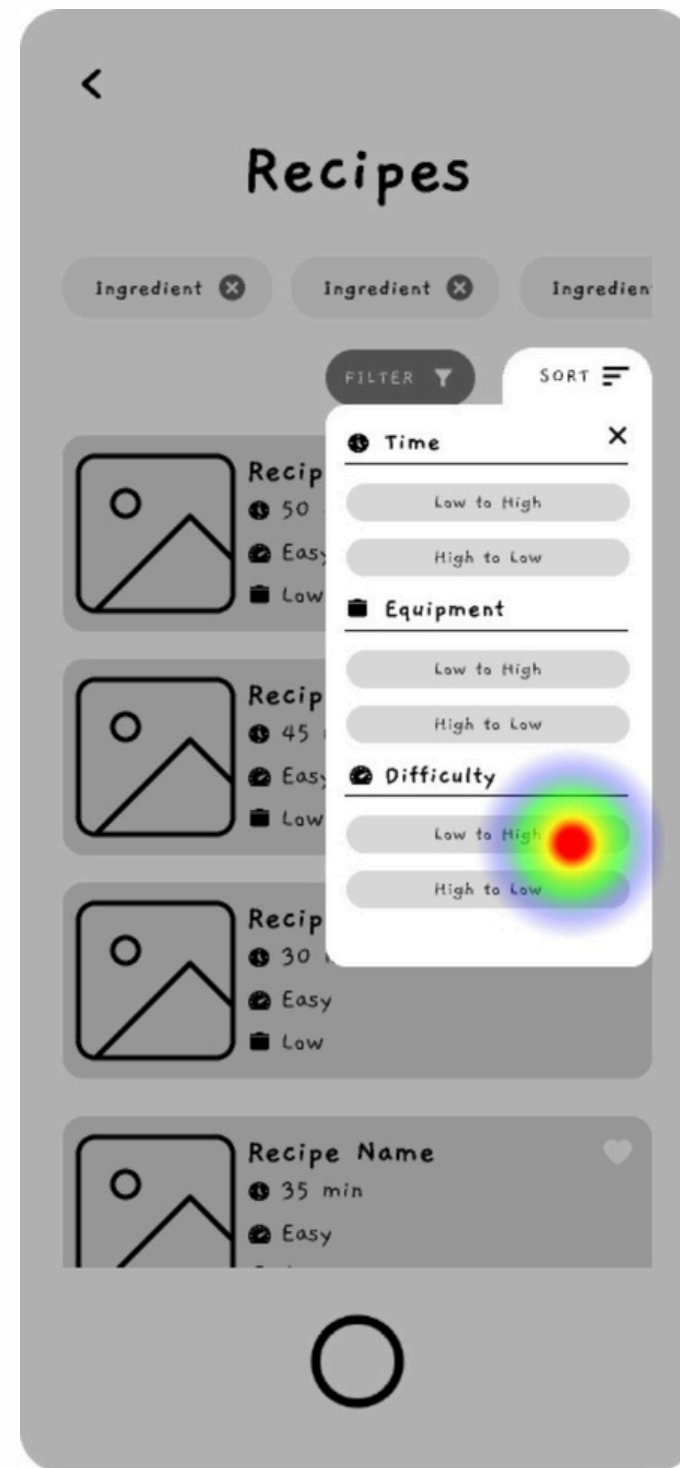 Recipes
Ingredient
Ingredient
Ingredien
FILTER
SORT
Time
Low to High
High to Low
Equipment
Low to High
High to Low
Difficulty
Low to High
High to Low
Recip
50
Easy
Low
Recip
45
Easy
Low
Recip
30
Easy
Low
Recipe Name
35 min
Easy